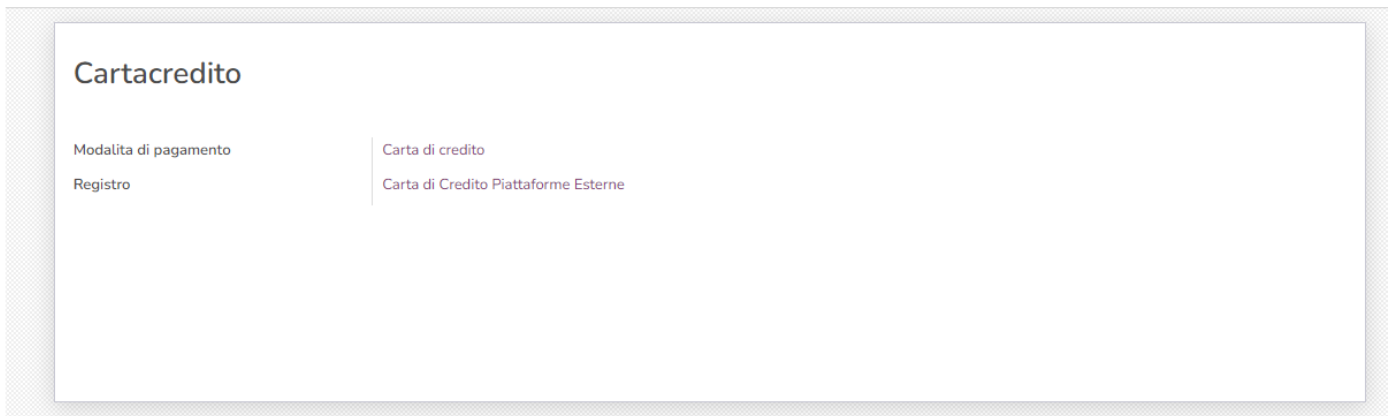 Cartacredito
Modalita di pagamento Carta di credito
Registro Carta di Credito Piattaforme Esterne